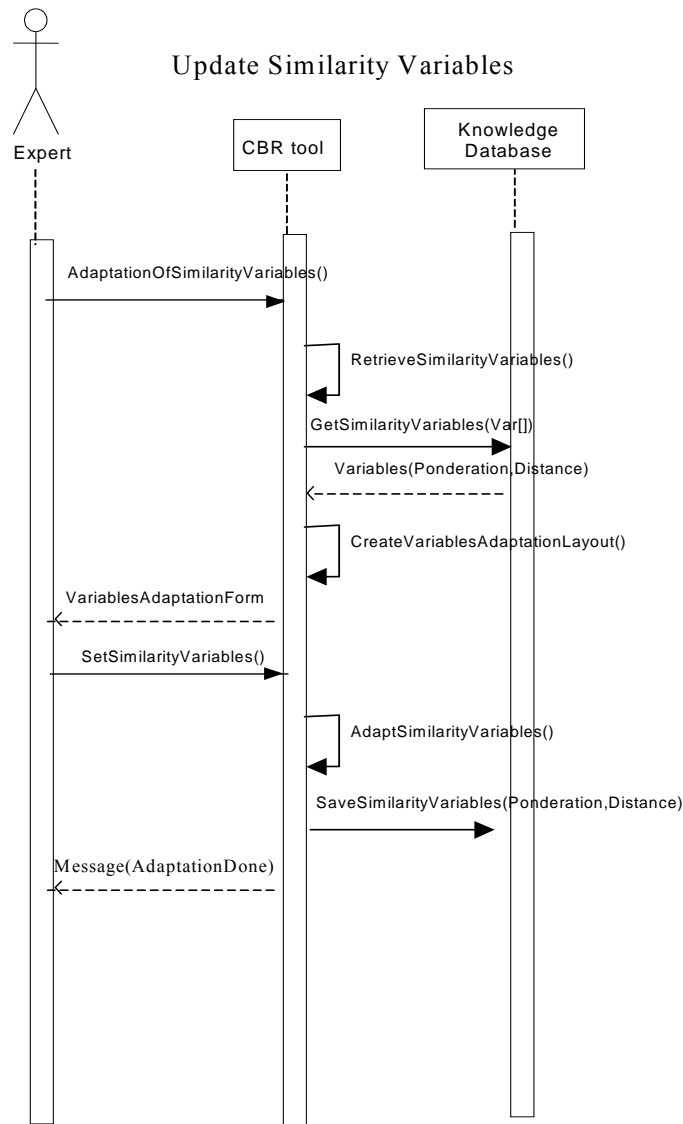 Update Similarity Variables
Expert
CBR tool
Knowledge
Database
AdaptationOfSimilarityVariables()
RetrieveSimilarityVariables()
GetSimilarityVariables(Var[])
Variables(Ponderation,Distance)
CreateVariablesAdaptationLayout()
VariablesAdaptationForm
SetSimilarityVariables()
AdaptSimilarityVariables()
SaveSimilarityVariables(Ponderation,Distance)
Message(AdaptationDone)